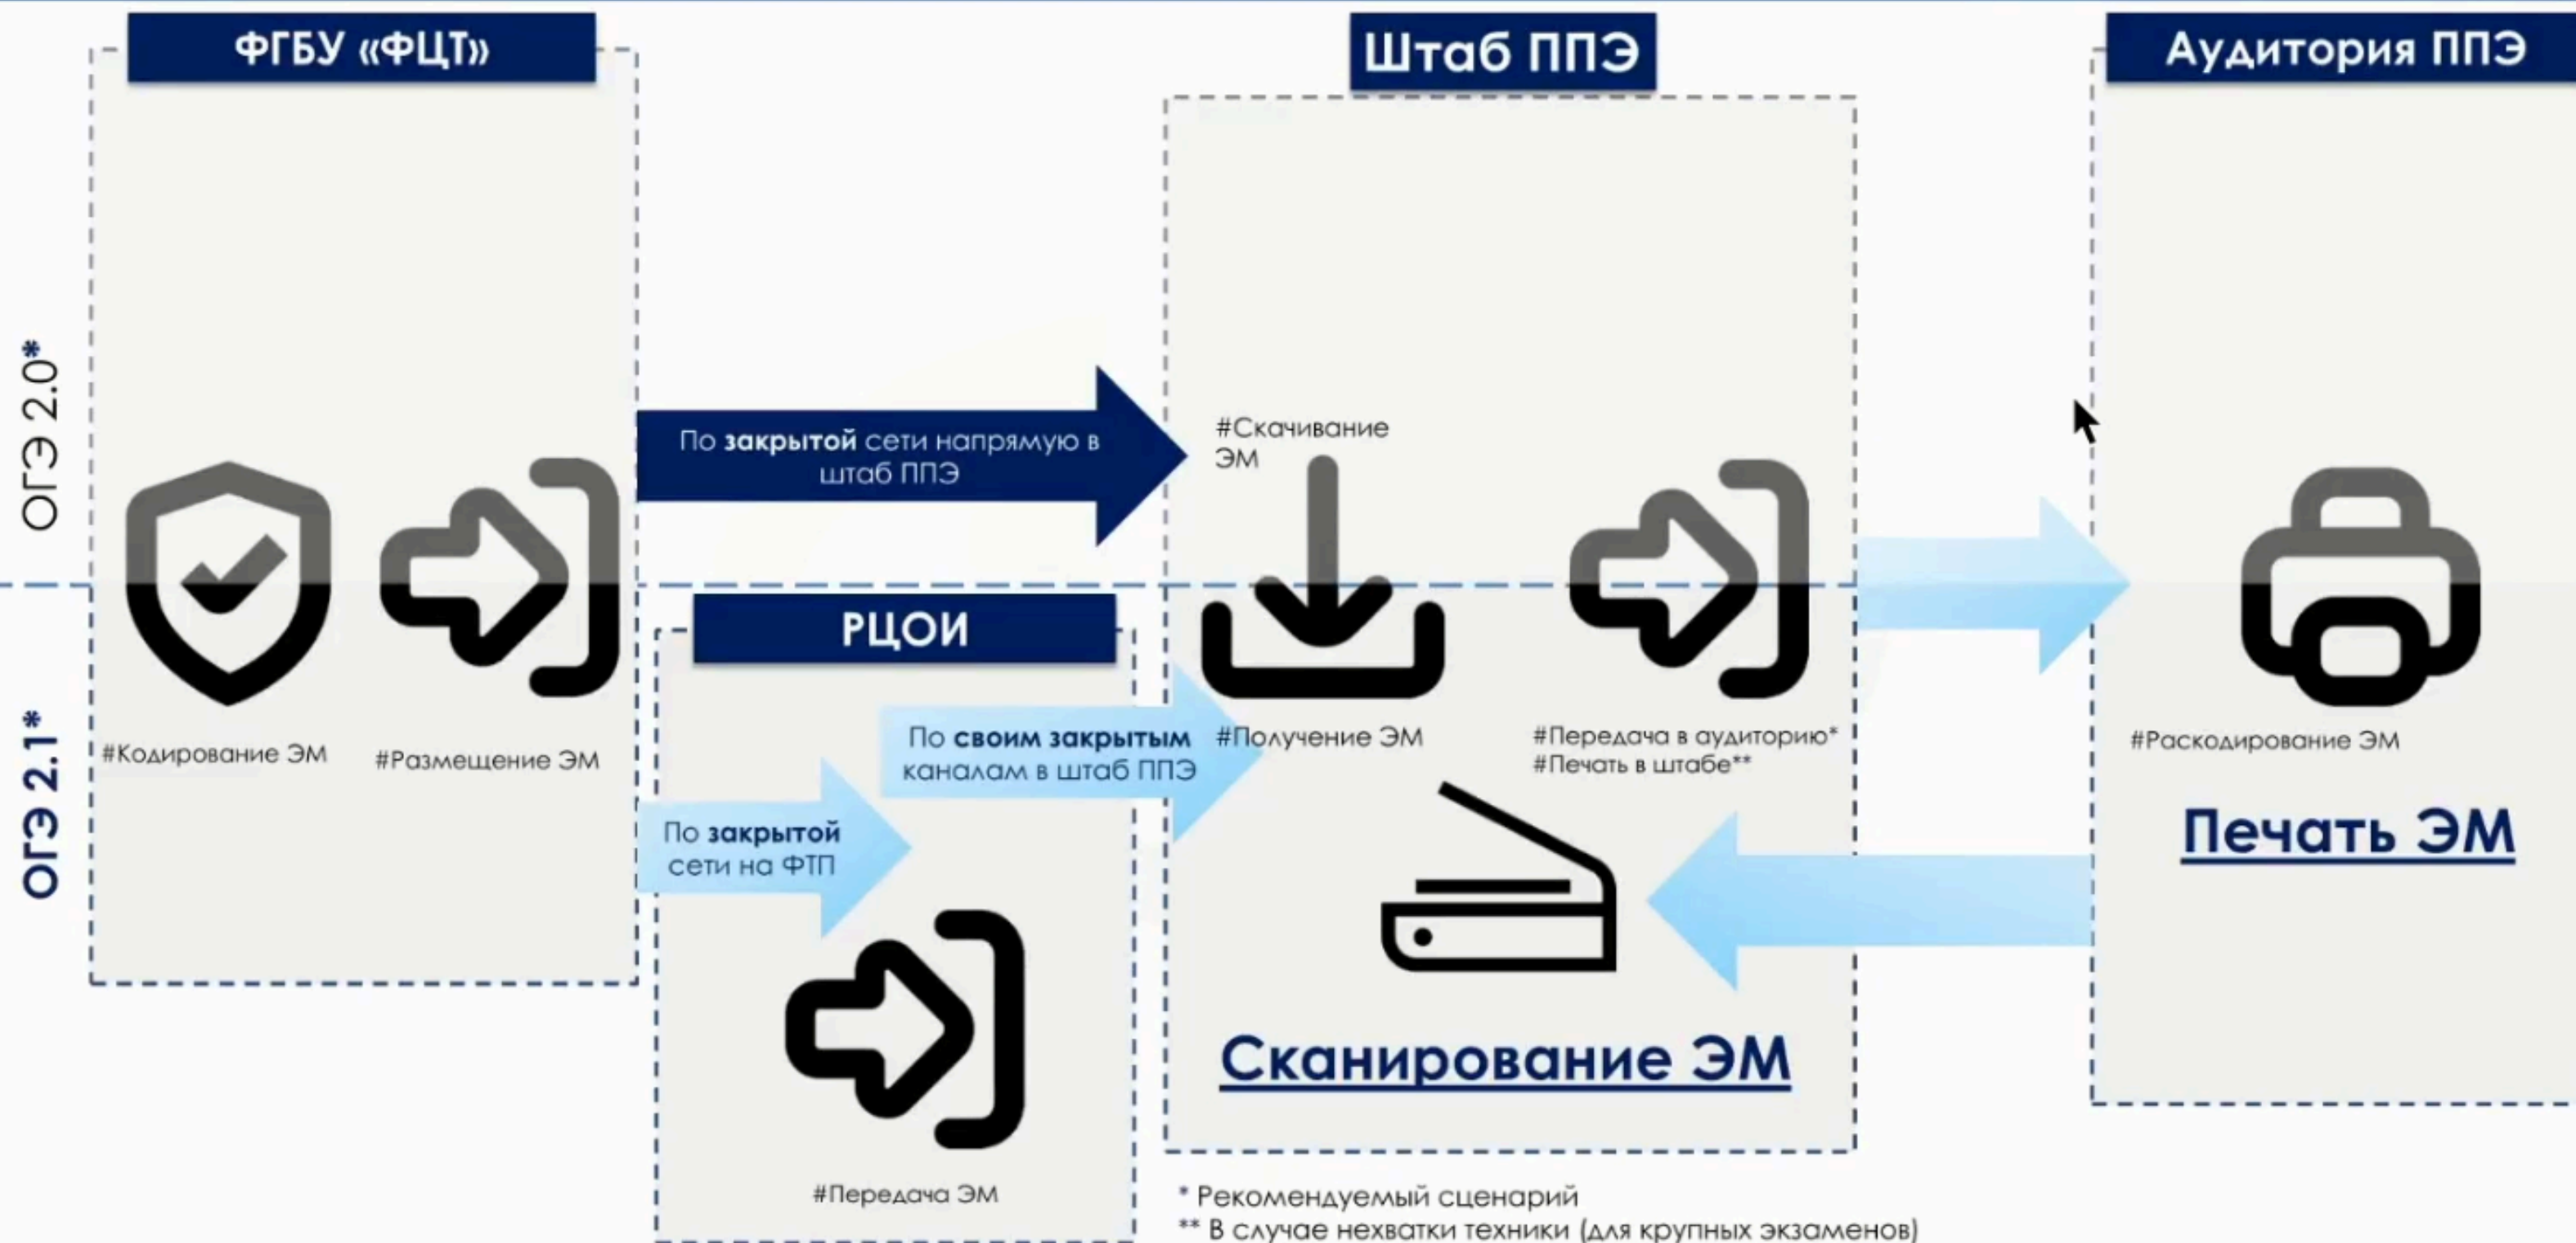 ФГБУ «ФЦТ»
Штаб ППЭ
Аудитория ППЭ
ОГЭ 2.0*
По закрытой сети напрямую в
штаб ППЭ
#Скачивание
ЭМ
РЦОИ
ОГЭ 2.1*
#Кодирование ЭМ
#Размещение ЭМ
По своим закрытым
каналам в штаб ППЭ
#Получение ЭМ
#Передача в аудиторию*
#Печать в штабе**
#Раскодирование ЭМ
По закрытой
сети на ФТП
Печать ЭМ
Сканирование ЭМ
#Передача ЭМ
* Рекомендуемый сценарий
** В случае нехватки техники (для крупных экзаменов)